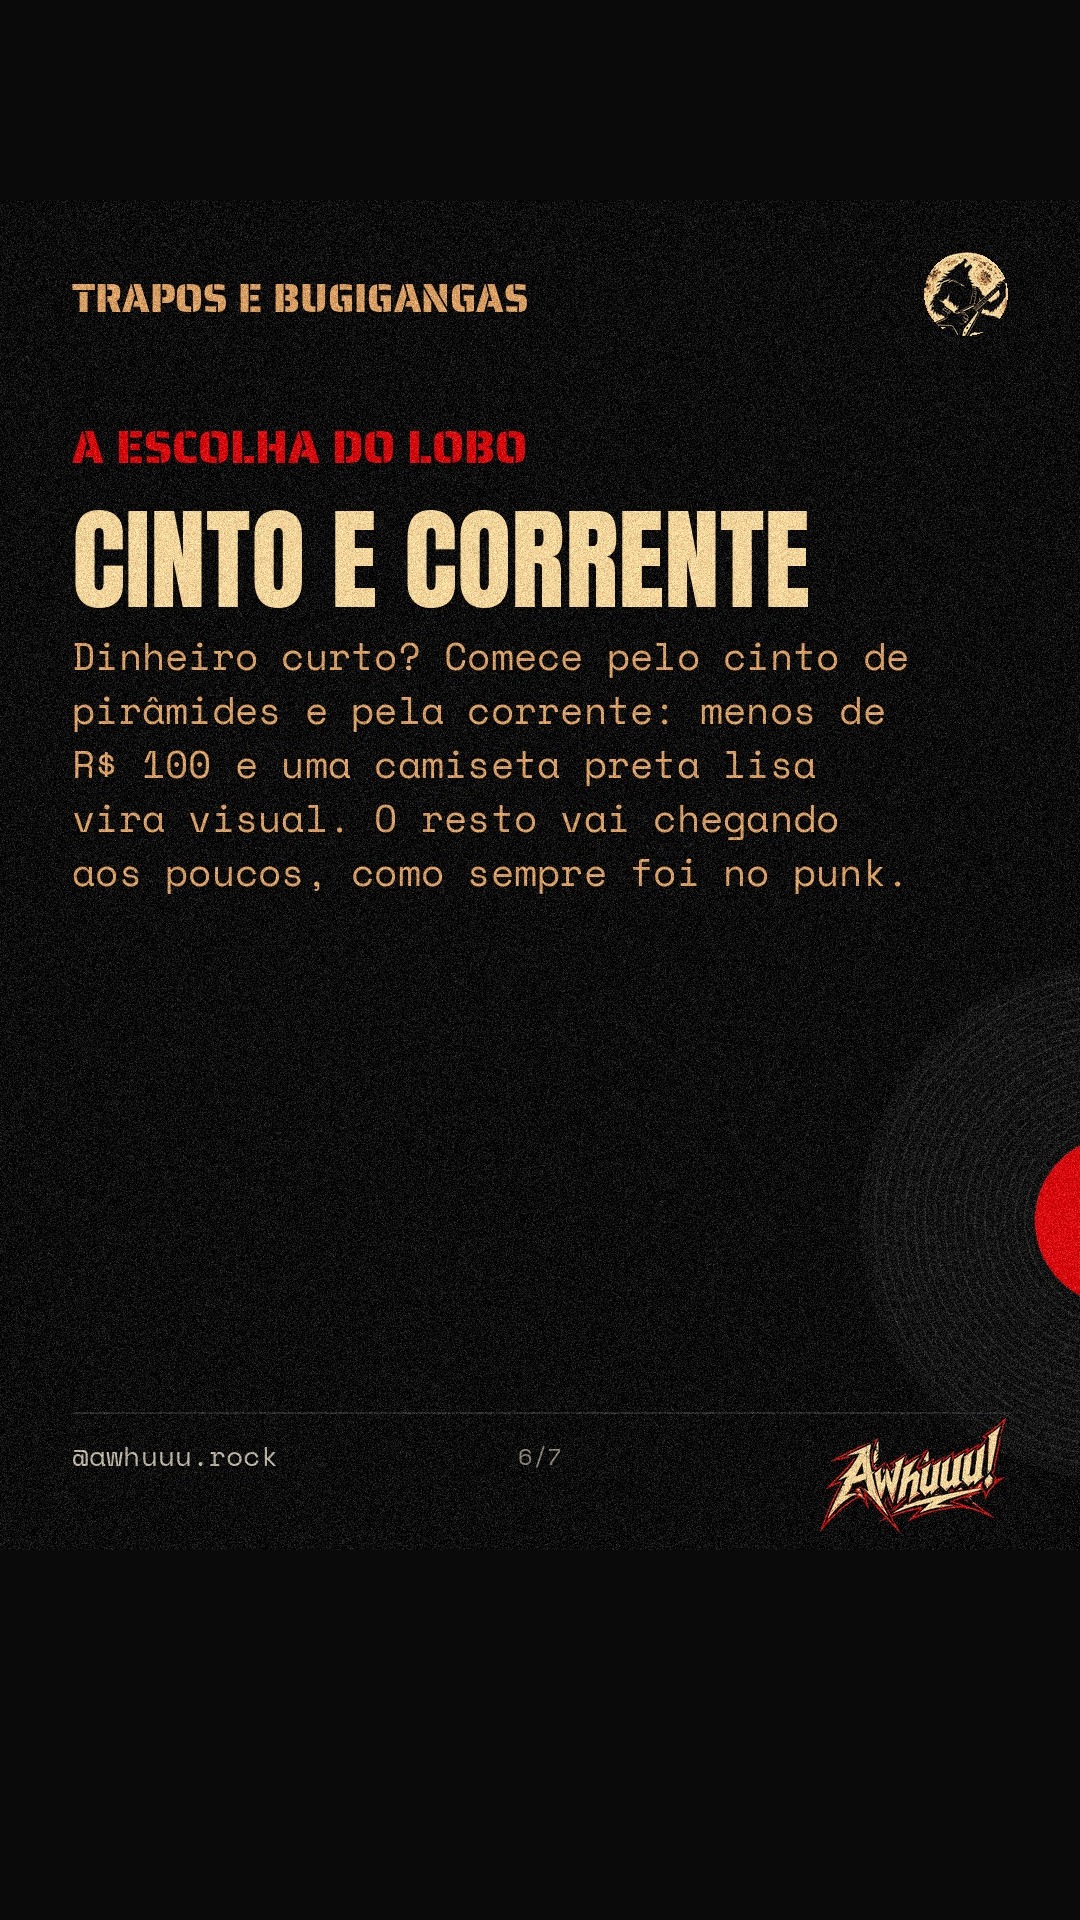 TRAPOS E BUGIGANGAS
A ESCOLHA DO LOBO
CINTO E CORRENTE
Dinheiro curto? Comece pelo cinto de
pirâmides e pela corrente: menos de
R$ 100 e uma camiseta preta lisa
vira visual. O resto vai chegando
aos poucos, como sempre foi no punk.
@awhuuu.rock
6/7
Awhuuu!